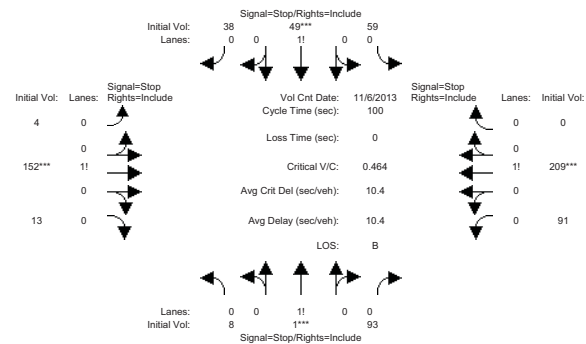 Signal=Stop/Rights=Include
Initial Vol: 38 49*** 59
Lanes: 0 0 1! 0 0
Signal=Stop
Initial Vol: Lanes: Rights=Include
Vol Cnt Date: 11/6/2013
Signal=Stop
Rights=Include Lanes: Initial Vol:
Cycle Time (sec): 100
4 0 0 0
Loss Time (sec): 0
0 0
152*** 1! Critical V/C: 0.464 1! 209***
0 Avg Crit Del (sec/veh): 10.4 0
13 0 Avg Delay (sec/veh): 10.4 0 91
LOS: B
Lanes: 0 0 1! 0 0
Initial Vol: 8 1*** 93
Signal=Stop/Rights=Include